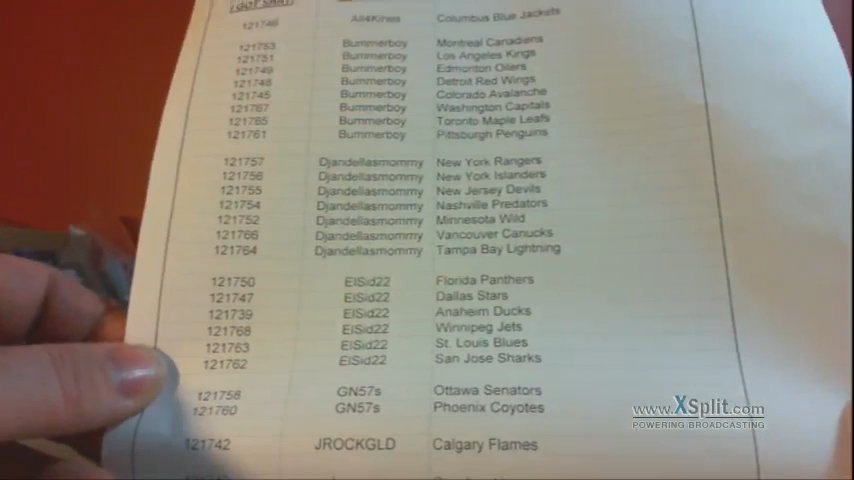 I GOT SKILL
121746 All4Kines Columbus Blue Jackets
121753 Bummerboy Montreal Canadiens
121751 Bummerboy Los Angeles Kings
121749 Bummerboy Edmonton Oilers
121748 Bummerboy Detroit Red Wings
121745 Bummerboy Colorado Avalanche
121767 Bummerboy Washington Capitals
121765 Bummerboy Toronto Maple Leafs
121761 Bummerboy Pittsburgh Penguins
121757 Djandellasmommy New York Rangers
121756 Djandellasmommy New York Islanders
121755 Djandellasmommy New Jersey Devils
121754 Djandellasmommy Nashville Predators
121752 Djandellasmommy Minnesota Wild
121766 Djandellasmommy Vancouver Canucks
121764 Djandellasmommy Tampa Bay Lightning
121750 ElSid22 Florida Panthers
121747 ElSid22 Dallas Stars
121739 ElSid22 Anaheim Ducks
121768 ElSid22 Winnipeg Jets
121763 ElSid22 St. Louis Blues
121762 ElSid22 San Jose Sharks
121758 GN57s Ottawa Senators
121760 GN57s Phoenix Coyotes
121742 JROCKGLD Calgary Flames
www.XSplit.com
POWERING BROADCASTING